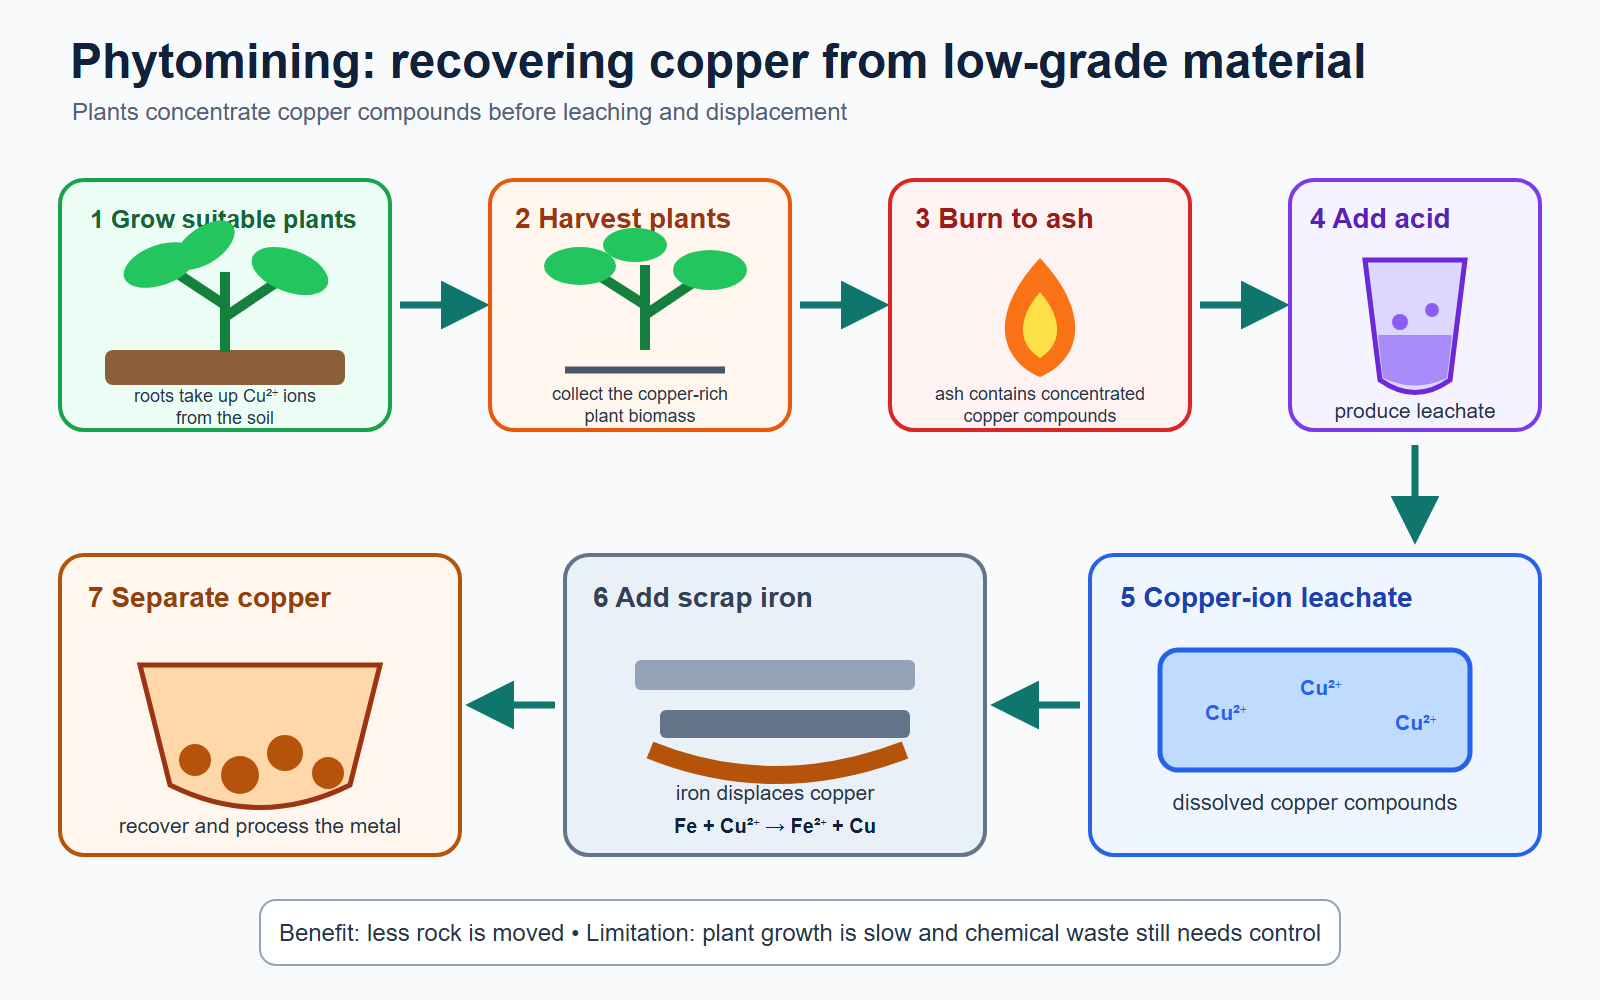 Phytomining: recovering copper from low-grade material
Plants concentrate copper compounds before leaching and displacement
1 Grow suitable plants
roots take up Cu²⁺ ions
from the soil
2 Harvest plants
collect the copper-rich
plant biomass
3 Burn to ash
ash contains concentrated
copper compounds
4 Add acid
produce leachate
5 Copper-ion leachate
Cu²⁺
Cu²⁺
Cu²⁺
dissolved copper compounds
6 Add scrap iron
iron displaces copper
Fe + Cu²⁺ → Fe²⁺ + Cu
7 Separate copper
recover and process the metal
Benefit: less rock is moved • Limitation: plant growth is slow and chemical waste still needs control